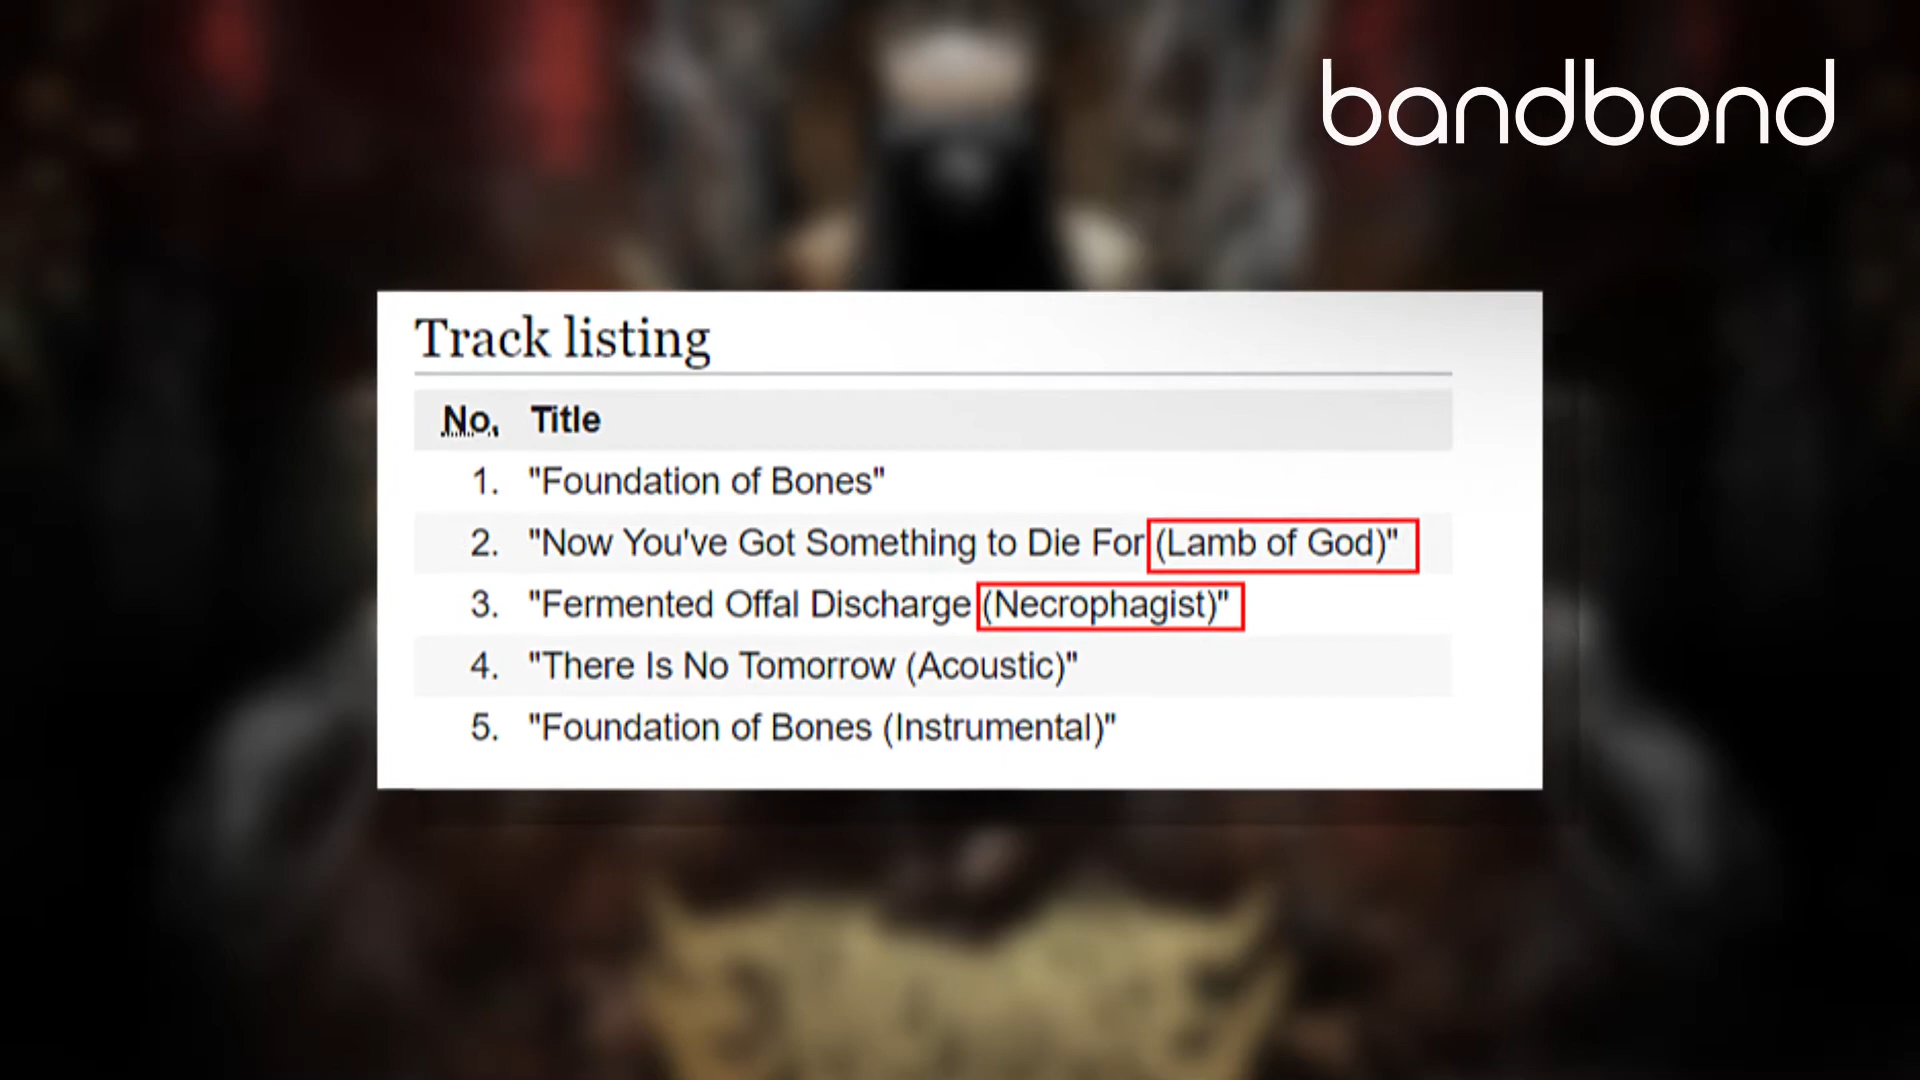 bandbond
Track listing
No. Title
1. "Foundation of Bones"
2. "Now You've Got Something to Die For (Lamb of God)"
3. "Fermented Offal Discharge (Necrophagist)"
4. "There Is No Tomorrow (Acoustic)"
5. "Foundation of Bones (Instrumental)"